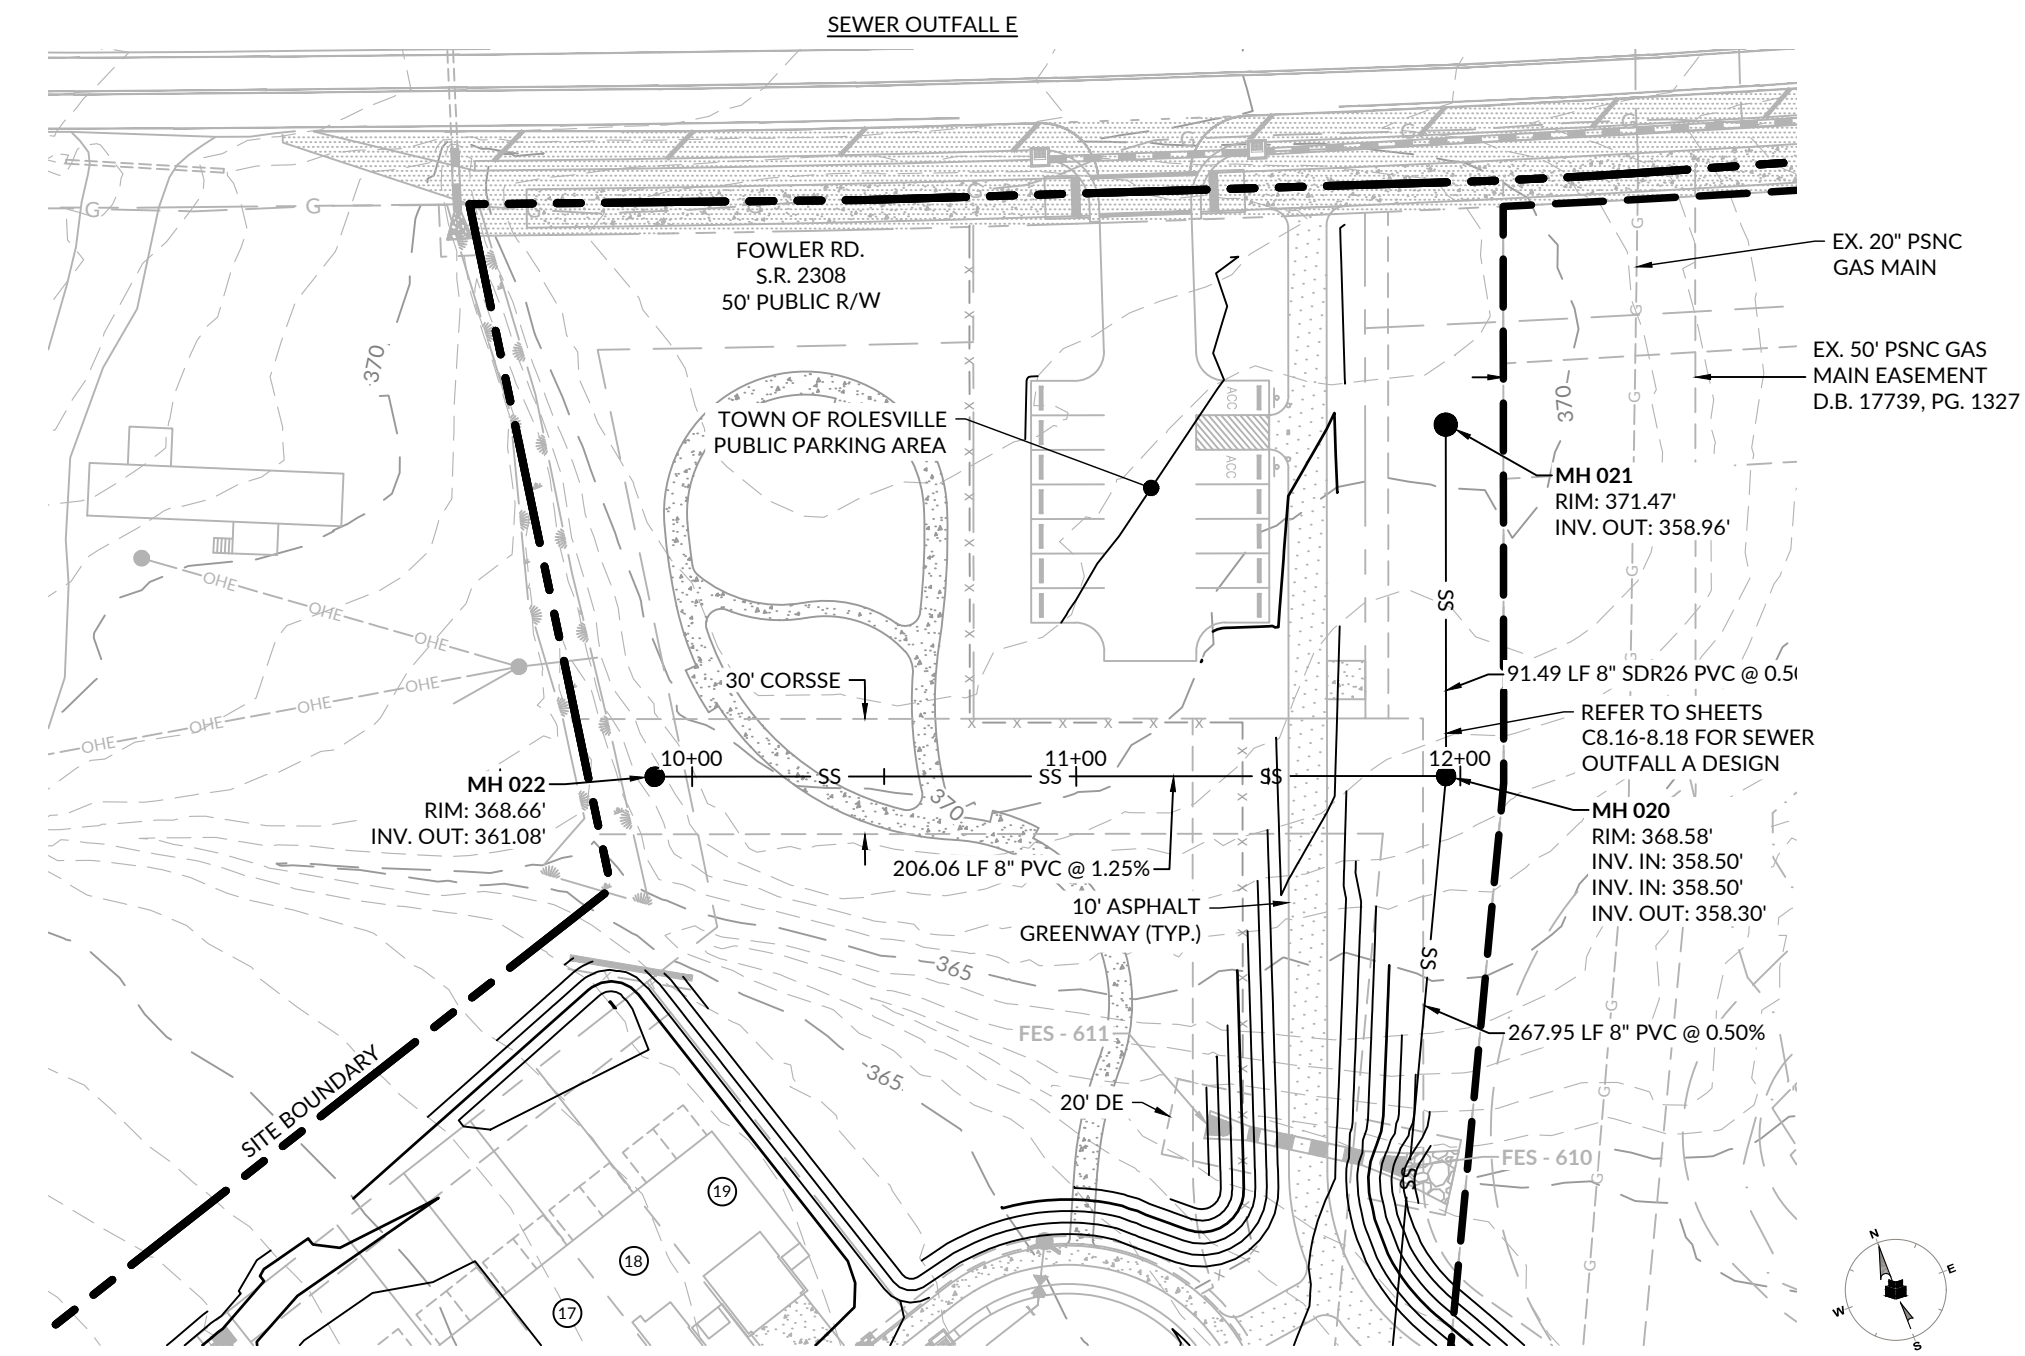 SEWER OUTFALL E
G
G
G
G
G
G
G
FOWLER RD.
S.R. 2308
50' PUBLIC R/W
EX. 20" PSNC
GAS MAIN
EX. 50' PSNC GAS
MAIN EASEMENT
D.B. 17739, PG. 1327
370
370
ACC
ACC
TOWN OF ROLESVILLE
PUBLIC PARKING AREA
MH 021
RIM: 371.47'
INV. OUT: 358.96'
OHE
OHE
OHE
OHE
OHE
OHE
OHE
SS
30' CORSSE
91.49 LF 8" SDR26 PVC @ 0.50
REFER TO SHEETS
C8.16-8.18 FOR SEWER
OUTFALL A DESIGN
10+00
11+00
12+00
SS
SS
SS
MH 022
RIM: 368.66'
INV. OUT: 361.08'
370
MH 020
RIM: 368.58'
INV. IN: 358.50'
INV. IN: 358.50'
INV. OUT: 358.30'
206.06 LF 8" PVC @ 1.25%
10' ASPHALT
GREENWAY (TYP.)
SS
365
365
FES - 611
267.95 LF 8" PVC @ 0.50%
20' DE
FES - 610
SS
SITE BOUNDARY
19
18
17
N
E
W
S